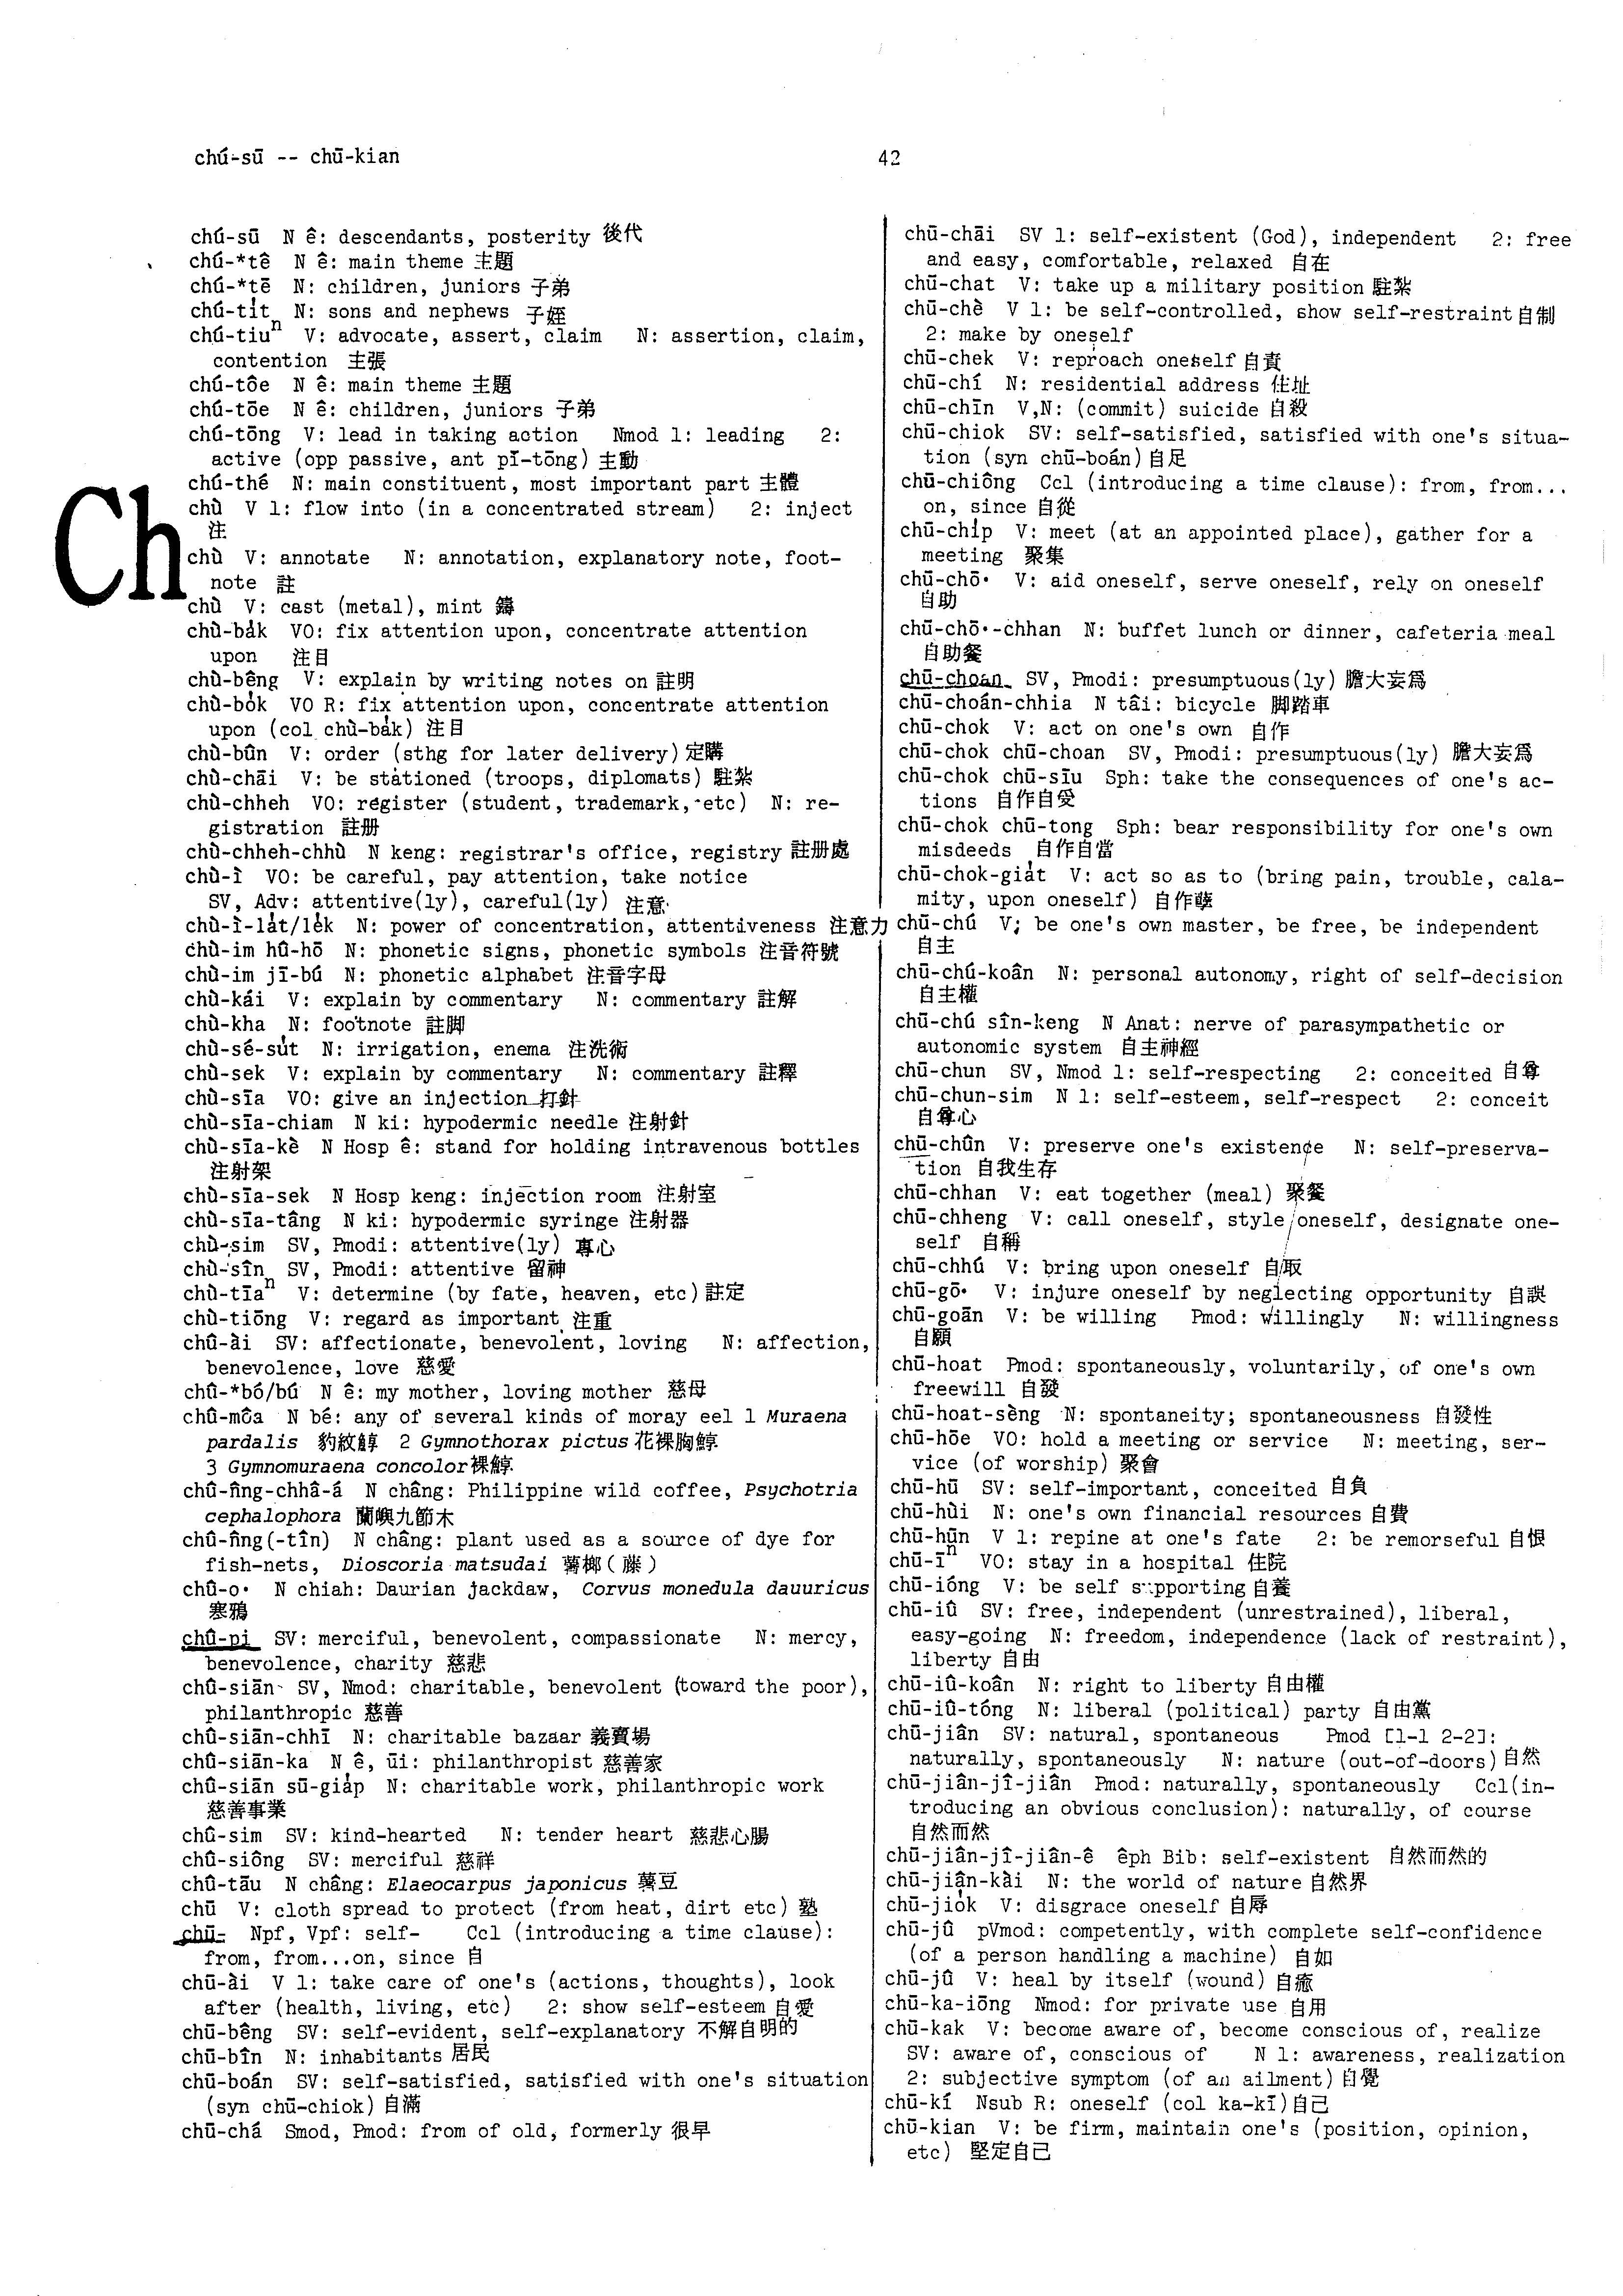 chú-sū -- chū-kian
42
chú-sū N ê: descendants, posterity 後代
chú-*tê N ê: main theme 主題
chú-*tē N: children, juniors 子弟
chú-ti̍t N: sons and nephews 子姪
chú-tiuⁿ V: advocate, assert, claim N: assertion, claim,
contention 主張
chú-tôe N ê: main theme 主題
chú-tōe N ê: children, juniors 子弟
chú-tōng V: lead in taking action Nmod 1: leading 2:
active (opp passive, ant pī-tōng) 主動
chú-thé N: main constituent, most important part 主體
Ch
chù V 1: flow into (in a concentrated stream) 2: inject
注
chù V: annotate N: annotation, explanatory note, foot-
note 註
chù V: cast (metal), mint 鑄
chù-ba̍k VO: fix attention upon, concentrate attention
upon 注目
chù-bêng V: explain by writing notes on 註明
chù-bo̍k VO R: fix attention upon, concentrate attention
upon (col chù-ba̍k) 注目
chù-bûn V: order (sthg for later delivery) 定購
chù-chāi V: be stationed (troops, diplomats) 駐紮
chù-chheh VO: register (student, trademark, etc) N: re-
gistration 註册
chù-chheh-chhù N keng: registrar's office, registry 註册處
chù-ì VO: be careful, pay attention, take notice
SV, Adv: attentive(ly), careful(ly) 注意
chù-ì-la̍t/le̍k N: power of concentration, attentiveness 注意力
chù-im hû-hō N: phonetic signs, phonetic symbols 注音符號
chù-im jī-bú N: phonetic alphabet 注音字母
chù-kái V: explain by commentary N: commentary 註解
chù-kha N: footnote 註脚
chù-sé-su̍t N: irrigation, enema 注洗術
chù-sek V: explain by commentary N: commentary 註釋
chù-sīa VO: give an injection 打針
chù-sīa-chiam N ki: hypodermic needle 注射針
chù-sīa-kè N Hosp ê: stand for holding intravenous bottles
注射架
chù-sīa-sek N Hosp keng: injection room 注射室
chù-sīa-tâng N ki: hypodermic syringe 注射器
chù-sim SV, Pmodi: attentive(ly) 專心
chù-sîn SV, Pmodi: attentive 留神
chù-tīaⁿ V: determine (by fate, heaven, etc) 註定
chù-tiōng V: regard as important 注重
chû-ài SV: affectionate, benevolent, loving N: affection,
benevolence, love 慈愛
chû-*bó/bú N ê: my mother, loving mother 慈母
chû-môa N bé: any of several kinds of moray eel 1 Muraena
pardalis 豹紋鯙 2 Gymnothorax pictus 花裸胸鯙
3 Gymnomuraena concolor 裸鯙
chû-n̂ng-chhâ-á N châng: Philippine wild coffee, Psychotria
cephalophora 蘭嶼九節木
chû-n̂ng(-tîn) N châng: plant used as a source of dye for
fish-nets, Dioscoria matsudai 薯榔(藤)
chû-o· N chiah: Daurian jackdaw, Corvus monedula dauuricus
寒鴉
chû-pi SV: merciful, benevolent, compassionate N: mercy,
benevolence, charity 慈悲
chû-siān SV, Nmod: charitable, benevolent (toward the poor),
philanthropic 慈善
chû-siān-chhī N: charitable bazaar 義賣場
chû-siān-ka N ê, ūi: philanthropist 慈善家
chû-siān sū-gia̍p N: charitable work, philanthropic work
慈善事業
chû-sim SV: kind-hearted N: tender heart 慈悲心腸
chû-siông SV: merciful 慈祥
chû-tāu N châng: Elaeocarpus japonicus 薯豆
chū V: cloth spread to protect (from heat, dirt etc) 墊
chū- Npf, Vpf: self- Ccl (introducing a time clause):
from, from...on, since 自
chū-ài V 1: take care of one's (actions, thoughts), look
after (health, living, etc) 2: show self-esteem 自愛
chū-bêng SV: self-evident, self-explanatory 不解自明的
chū-bîn N: inhabitants 居民
chū-boán SV: self-satisfied, satisfied with one's situation
(syn chū-chiok) 自滿
chū-chá Smod, Pmod: from of old, formerly 很早
chū-chāi SV 1: self-existent (God), independent 2: free
and easy, comfortable, relaxed 自在
chū-chat V: take up a military position 駐紮
chū-chè V 1: be self-controlled, show self-restraint 自制
2: make by oneself
chū-chek V: reproach oneself 自責
chū-chí N: residential address 住址
chū-chīn V,N: (commit) suicide 自殺
chū-chiok SV: self-satisfied, satisfied with one's situa-
tion (syn chū-boán) 自足
chū-chiông Ccl (introducing a time clause): from, from...
on, since 自從
chū-chi̍p V: meet (at an appointed place), gather for a
meeting 聚集
chū-chō· V: aid oneself, serve oneself, rely on oneself
自助
chū-chō·-chhan N: buffet lunch or dinner, cafeteria meal
自助餐
chū-choan SV, Pmodi: presumptuous(ly) 膽大妄爲
chū-choán-chhia N tâi: bicycle 脚踏車
chū-chok V: act on one's own 自作
chū-chok chū-choan SV, Pmodi: presumptuous(ly) 膽大妄爲
chū-chok chū-sīu Sph: take the consequences of one's ac-
tions 自作自受
chū-chok chū-tong Sph: bear responsibility for one's own
misdeeds 自作自當
chū-chok-gia̍t V: act so as to (bring pain, trouble, cala-
mity, upon oneself) 自作孽
chū-chú V; be one's own master, be free, be independent
自主
chū-chú-koân N: personal autonomy, right of self-decision
自主權
chū-chú sîn-keng N Anat: nerve of parasympathetic or
autonomic system 自主神經
chū-chun SV, Nmod 1: self-respecting 2: conceited 自尊
chū-chun-sim N 1: self-esteem, self-respect 2: conceit
自尊心
chū-chûn V: preserve one's existence N: self-preserva-
tion 自我生存
chū-chhan V: eat together (meal) 聚餐
chū-chheng V: call oneself, style oneself, designate one-
self 自稱
chū-chhú V: bring upon oneself 自取
chū-gō· V: injure oneself by neglecting opportunity 自誤
chū-goān V: be willing Pmod: willingly N: willingness
自願
chū-hoat Pmod: spontaneously, voluntarily, of one's own
freewill 自發
chū-hoat-sèng N: spontaneity; spontaneousness 自發性
chū-hōe VO: hold a meeting or service N: meeting, ser-
vice (of worship) 聚會
chū-hū SV: self-important, conceited 自負
chū-hùi N: one's own financial resources 自費
chū-hūn V 1: repine at one's fate 2: be remorseful 自恨
chū-īⁿ VO: stay in a hospital 住院
chū-ióng V: be self supporting 自養
chū-iû SV: free, independent (unrestrained), liberal,
easy-going N: freedom, independence (lack of restraint),
liberty 自由
chū-iû-koân N: right to liberty 自由權
chū-iû-tóng N: liberal (political) party 自由黨
chū-jiân SV: natural, spontaneous Pmod [1-1 2-2]:
naturally, spontaneously N: nature (out-of-doors) 自然
chū-jiân-jî-jiân Pmod: naturally, spontaneously Ccl(in-
troducing an obvious conclusion): naturally, of course
自然而然
chū-jiân-jî-jiân-ê êph Bib: self-existent 自然而然的
chū-jiân-kài N: the world of nature 自然界
chū-jio̍k V: disgrace oneself 自辱
chū-jû pVmod: competently, with complete self-confidence
(of a person handling a machine) 自如
chū-jû V: heal by itself (wound) 自癒
chū-ka-iōng Nmod: for private use 自用
chū-kak V: become aware of, become conscious of, realize
SV: aware of, conscious of N 1: awareness, realization
2: subjective symptom (of an ailment) 自覺
chū-kí Nsub R: oneself (col ka-kī) 自己
chū-kian V: be firm, maintain one's (position, opinion,
etc) 堅定自己